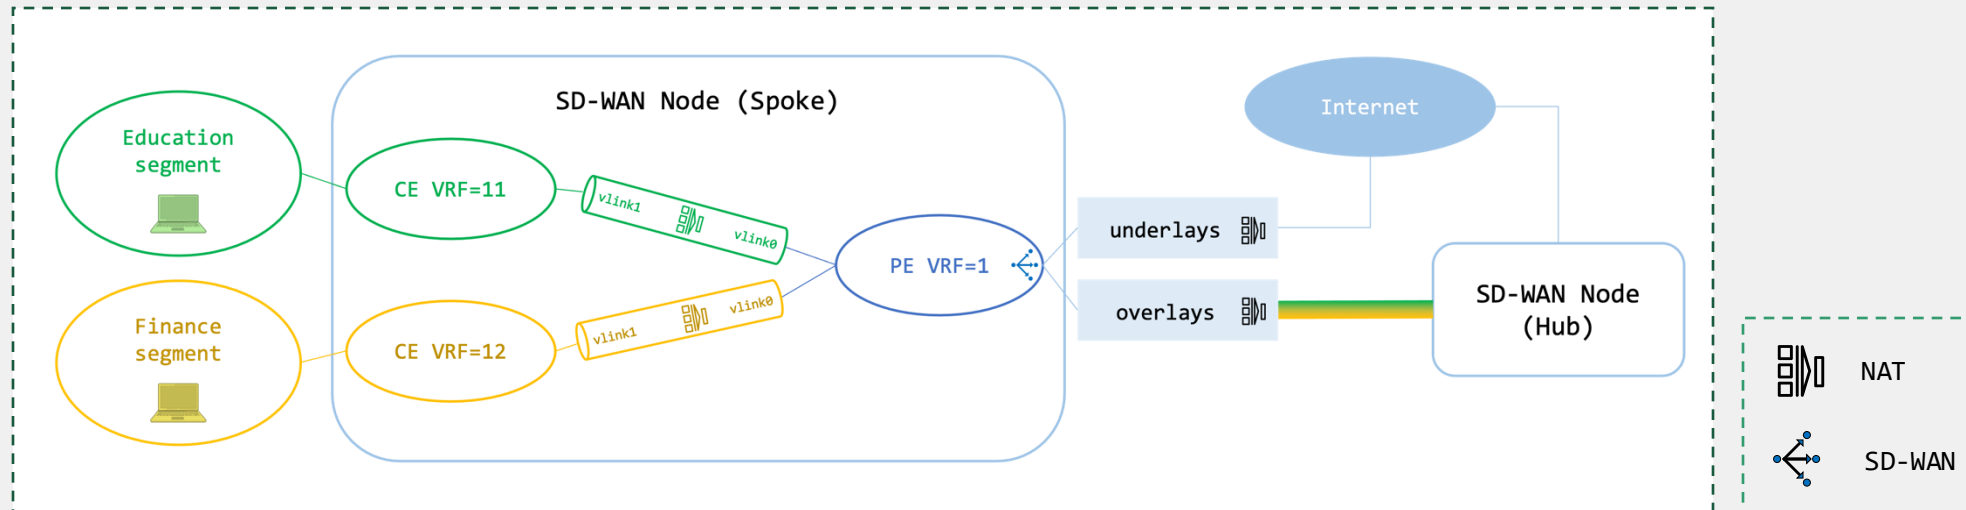 SD-WAN Node (Spoke)
Education
segment
CE VRF=11
vlink1
vlink0
Finance
segment
CE VRF=12
vlink1
vlink0
PE VRF=1
underlays
overlays
Internet
SD-WAN Node
(Hub)
NAT
SD-WAN